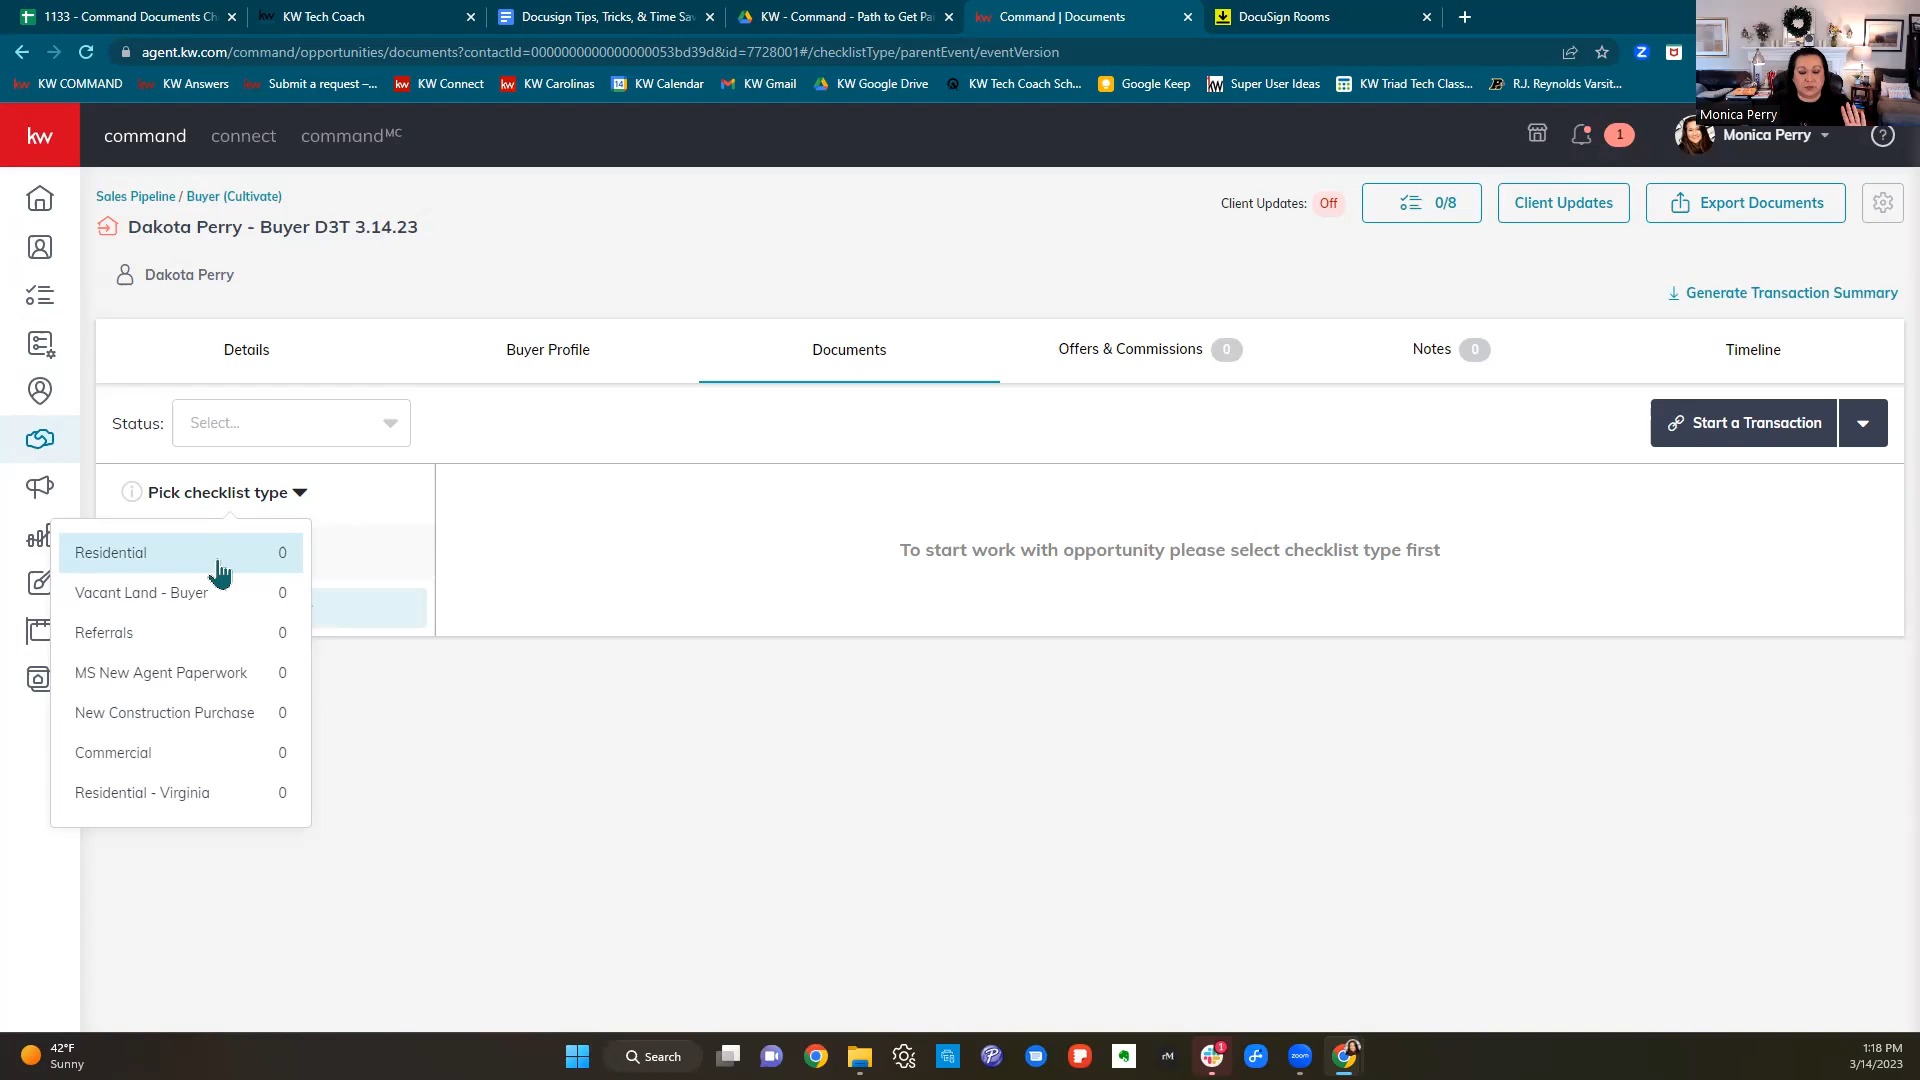 1133 - Command Documents Ch
KW Tech Coach
Docusign Tips, Tricks, & Time Sav
KW - Command - Path to Get Pai
Command | Documents
DocuSign Rooms
agent.kw.com/command/opportunities/documents?contactId=0000000000000000053bd39d&id=7728001#/checklistType/parentEvent/eventVersion
KW COMMAND
KW Answers
Submit a request –...
KW Connect
KW Carolinas
KW Calendar
KW Gmail
KW Google Drive
KW Tech Coach Sch...
Google Keep
Super User Ideas
KW Triad Tech Class...
R.J. Reynolds Varsit...
Monica Perry
kw
command
connect
commandMC
1
Monica Perry
Sales Pipeline / Buyer (Cultivate)
Dakota Perry - Buyer D3T 3.14.23
Client Updates: Off
0/8
Client Updates
Export Documents
Dakota Perry
Generate Transaction Summary
Details
Buyer Profile
Documents
Offers & Commissions 0
Notes 0
Timeline
Status: Select...
Start a Transaction
Pick checklist type
Residential 0
Vacant Land - Buyer 0
Referrals 0
MS New Agent Paperwork 0
New Construction Purchase 0
Commercial 0
Residential - Virginia 0
To start work with opportunity please select checklist type first
42°F
Sunny
Search
rM
1
zoom
1:18 PM
3/14/2023